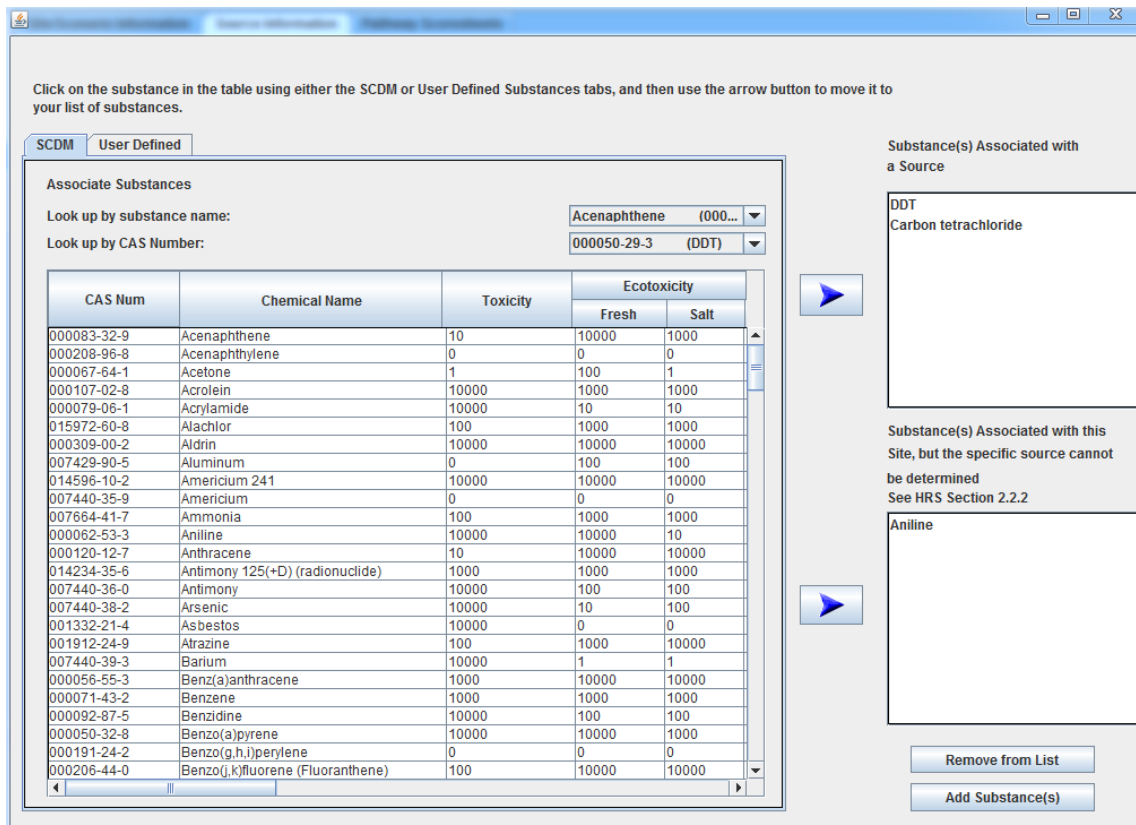 Click on the substance in the table using either the SCDM or User Defined Substances tabs, and then use the arrow button to move it to
your list of substances.
SCDM User Defined
Associate Substances
Look up by substance name: Acenaphthene (000...
Look up by CAS Number: 000050-29-3 (DDT)
CAS Num Chemical Name Toxicity Ecotoxicity
Fresh Salt
000083-32-9 Acenaphthene 10 10000 1000
000208-96-8 Acenaphthylene 0 0 0
000067-64-1 Acetone 1 100 1
000107-02-8 Acrolein 10000 1000 1000
000079-06-1 Acrylamide 10000 10 10
015972-60-8 Alachlor 100 1000 1000
000309-00-2 Aldrin 10000 10000 10000
007429-90-5 Aluminum 0 100 100
014596-10-2 Americium 241 10000 10000 10000
007440-35-9 Americium 0 0 0
007664-41-7 Ammonia 100 1000 1000
000062-53-3 Aniline 10000 10000 10
000120-12-7 Anthracene 10 10000 10000
014234-35-6 Antimony 125(+D) (radionuclide) 1000 1000 1000
007440-36-0 Antimony 10000 100 100
007440-38-2 Arsenic 10000 10 100
001332-21-4 Asbestos 10000 0 0
001912-24-9 Atrazine 100 1000 10000
007440-39-3 Barium 10000 1 1
000056-55-3 Benz(a)anthracene 1000 10000 10000
000071-43-2 Benzene 1000 1000 1000
000092-87-5 Benzidine 10000 100 100
000050-32-8 Benzo(a)pyrene 10000 10000 1000
000191-24-2 Benzo(g,h,i)perylene 0 0 0
000206-44-0 Benzo(j,k)fluorene (Fluoranthene) 100 10000 10000
Substance(s) Associated with
a Source
DDT
Carbon tetrachloride
Substance(s) Associated with this
Site, but the specific source cannot
be determined
See HRS Section 2.2.2
Aniline
Remove from List
Add Substance(s)